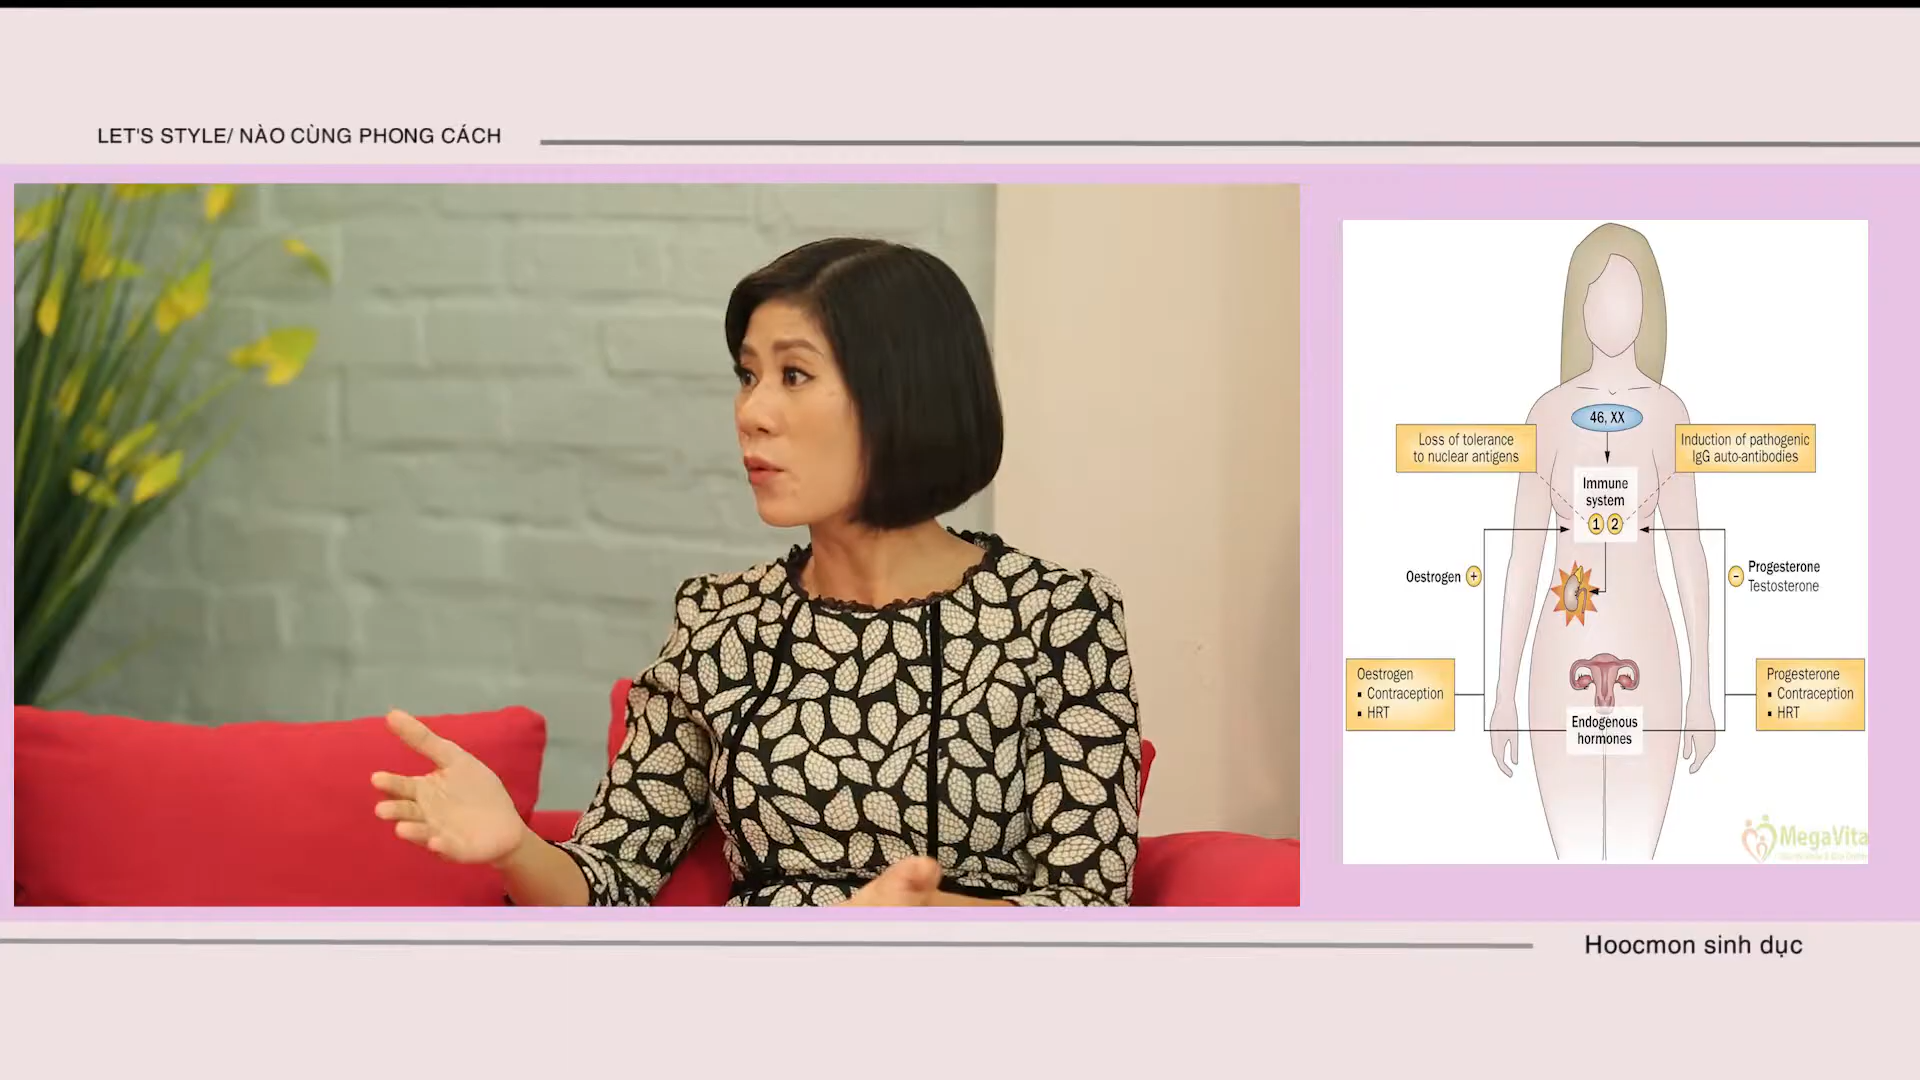 LET'S STYLE/ NÀO CÙNG PHONG CÁCH
46, XX
Loss of tolerance
to nuclear antigens
Induction of pathogenic
IgG auto-antibodies
Immune
system
1 2
Oestrogen +
- Progesterone
Testosterone
Oestrogen
▪ Contraception
▪ HRT
Progesterone
▪ Contraception
▪ HRT
Endogenous
hormones
MegaVita
Hoocmon sinh dục